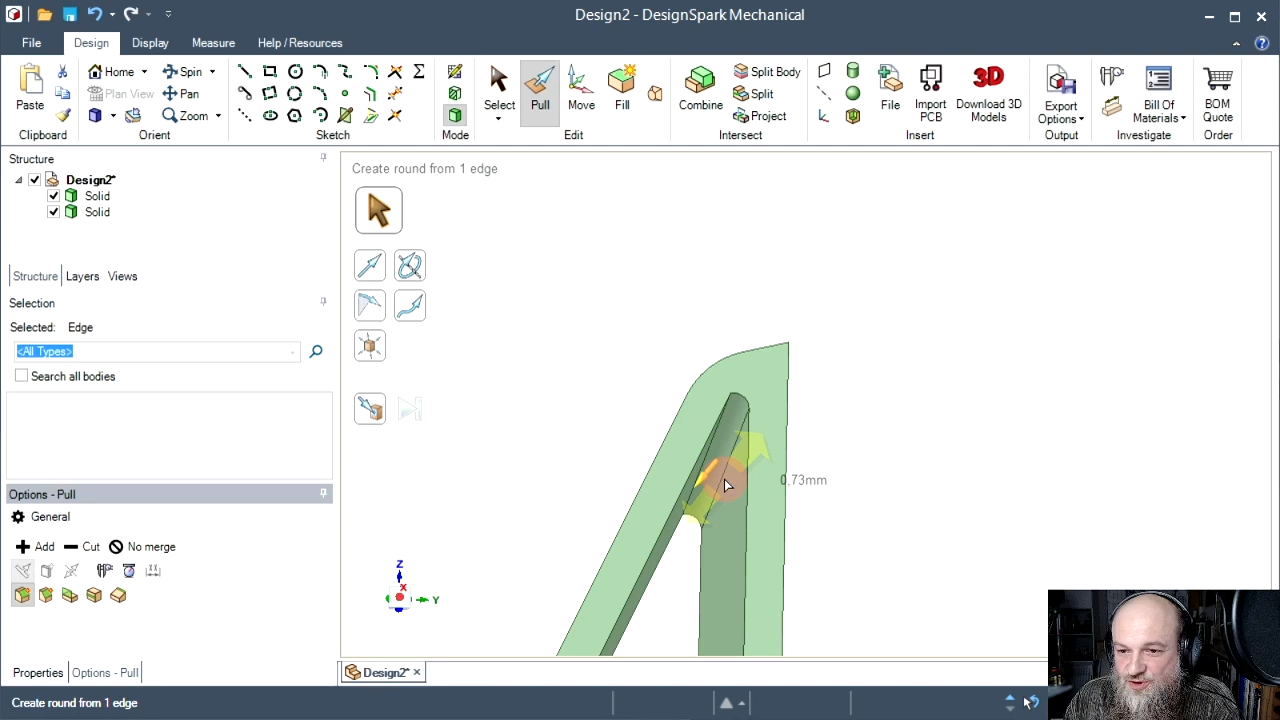 Design2 - DesignSpark Mechanical
File Design Display Measure Help / Resources
Home Spin Split Body
Plan View Pan Split
Zoom Project
Paste Σ Select Pull Move Fill Combine 3D File Import PCB Download 3D Models Export Options Bill Of Materials BOM Quote
Clipboard Orient Sketch Mode Edit Intersect Insert Output Investigate Order
Structure
Design2*
Solid
Solid
Structure Layers Views
Selection
Selected: Edge
<All Types>
Search all bodies
Options - Pull
General
Add Cut No merge
Properties Options - Pull
Create round from 1 edge
Create round from 1 edge
0.73mm
Z
X
Y
Design2*